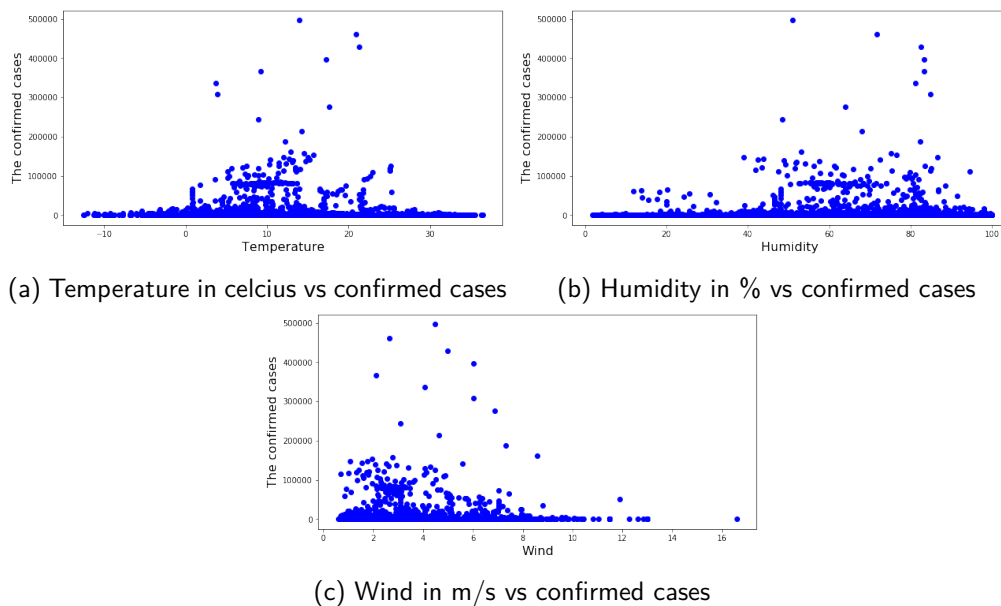 500000
400000
300000
200000
100000
0
The confirmed cases
−10 0 10 20 30
Temperature
500000
400000
300000
200000
100000
0
The confirmed cases
0 20 40 60 80 100
Humidity
(a) Temperature in celcius vs confirmed cases
(b) Humidity in % vs confirmed cases
500000
400000
300000
200000
100000
0
The confirmed cases
0 2 4 6 8 10 12 14 16
Wind
(c) Wind in m/s vs confirmed cases